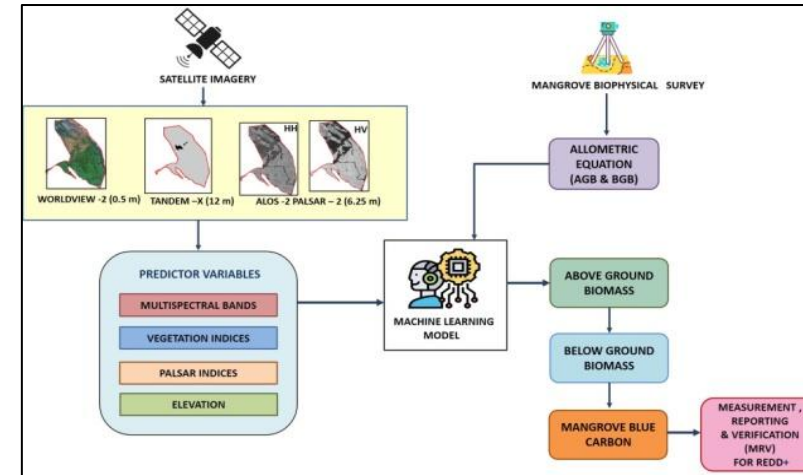 SATELLITE IMAGERY
HH
HV
WORLDVIEW -2 (0.5 m)
TANDEM –X (12 m)
ALOS -2 PALSAR – 2 (6.25 m)
PREDICTOR VARIABLES
MULTISPECTRAL BANDS
VEGETATION INDICES
PALSAR INDICES
ELEVATION
MANGROVE BIOPHYSICAL SURVEY
ALLOMETRIC
EQUATION
(AGB & BGB)
MACHINE LEARNING
MODEL
ABOVE GROUND
BIOMASS
BELOW GROUND
BIOMASS
MANGROVE BLUE
CARBON
MEASUREMENT ,
REPORTING
& VERIFICATION
(MRV)
FOR REDD+